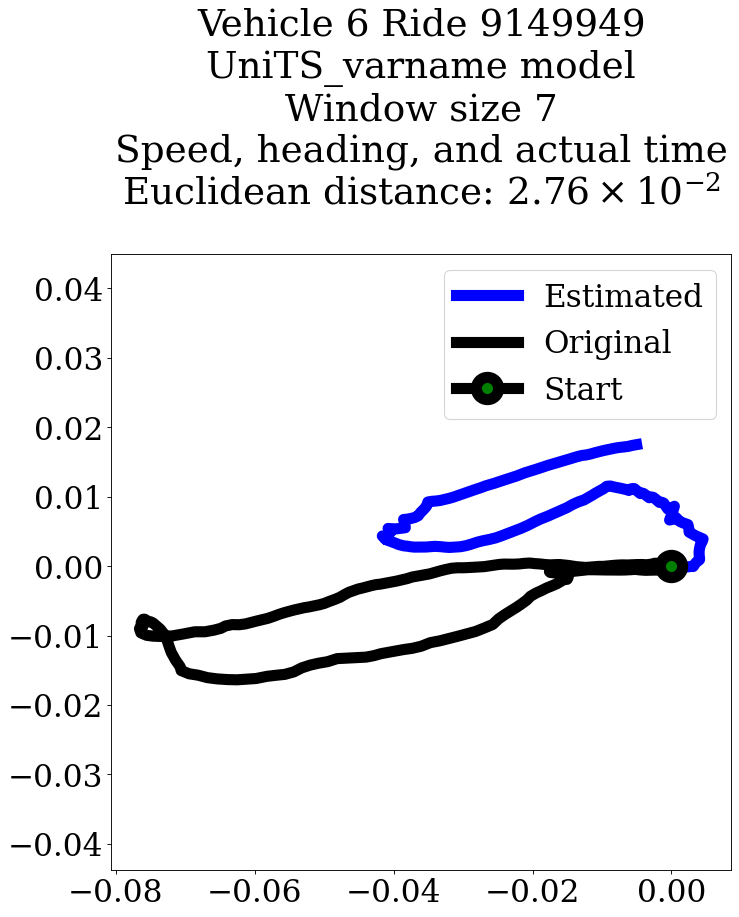 Vehicle 6 Ride 9149949
UniTS_varname model
Window size 7
Speed, heading, and actual time
Euclidean distance: 2.76 × 10⁻²
Estimated
Original
Start
0.04
0.03
0.02
0.01
0.00
−0.01
−0.02
−0.03
−0.04
−0.08 −0.06 −0.04 −0.02 0.00